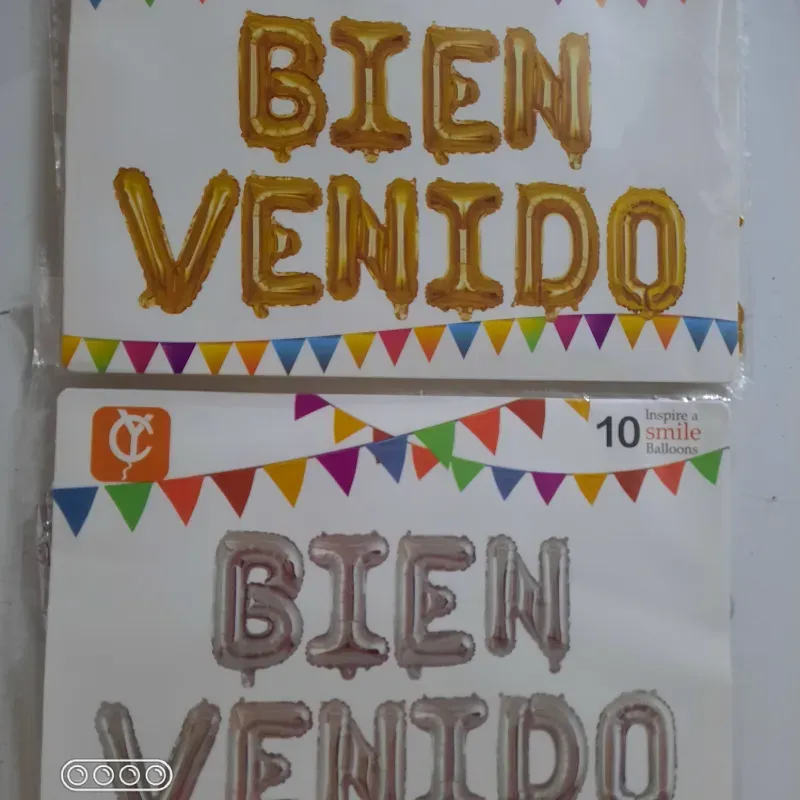 BIEN
VENIDO
10 Inspire a
smile
Balloons
BIEN
VENIDO